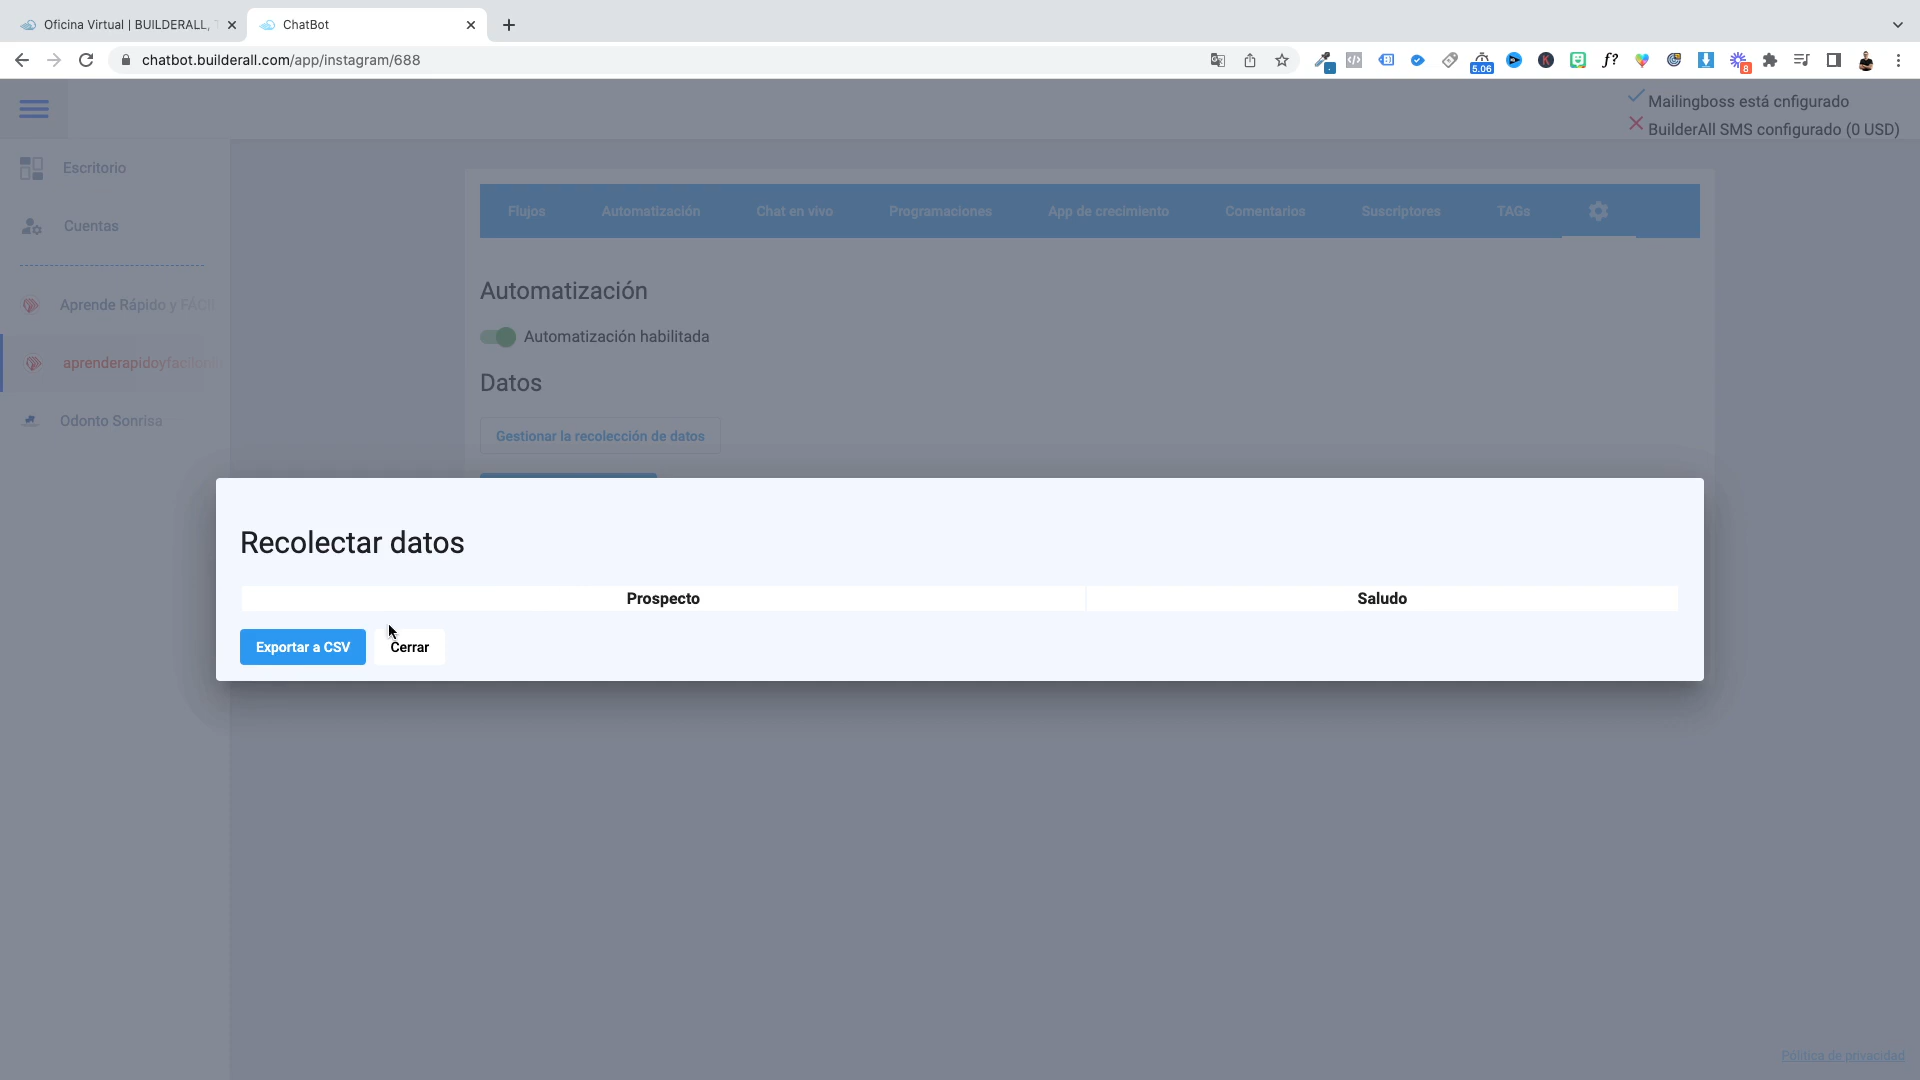 Oficina Virtual | BUILDERALL,
ChatBot
chatbot.builderall.com/app/instagram/688
5.06
K
f?
8
Mailingboss está cnfigurado
BuilderAll SMS configurado (0 USD)
Escritorio
Cuentas
Aprende Rápido y FÁCIL
aprenderapidoyfacil
Odonto Sonrisa
Flujos
Automatización
Chat en vivo
Programaciones
App de crecimiento
Comentarios
Suscriptores
TAGs
Automatización
Automatización habilitada
Datos
Gestionar la recolección de datos
Recolectar datos
Prospecto
Saludo
Exportar a CSV
Cerrar
Política de privacidad